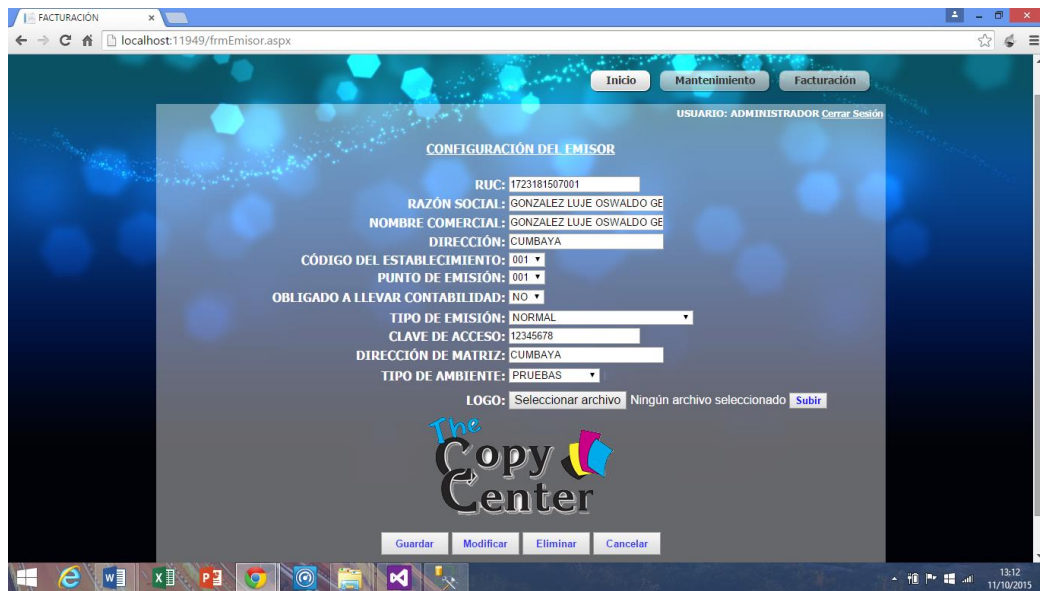 FACTURACIÓN
localhost:11949/frmEmisor.aspx
Inicio Mantenimiento Facturación
USUARIO: ADMINISTRADOR Cerrar Sesión
CONFIGURACIÓN DEL EMISOR
RUC: 1723181507001
RAZÓN SOCIAL: GONZALEZ LUJE OSWALDO GE
NOMBRE COMERCIAL: GONZALEZ LUJE OSWALDO GE
DIRECCIÓN: CUMBAYA
CÓDIGO DEL ESTABLECIMIENTO: 001
PUNTO DE EMISIÓN: 001
OBLIGADO A LLEVAR CONTABILIDAD: NO
TIPO DE EMISIÓN: NORMAL
CLAVE DE ACCESO: 12345678
DIRECCIÓN DE MATRIZ: CUMBAYA
TIPO DE AMBIENTE: PRUEBAS
LOGO: Seleccionar archivo Ningún archivo seleccionado Subir
The
Copy
Center
Guardar Modificar Eliminar Cancelar
13:12
11/10/2015